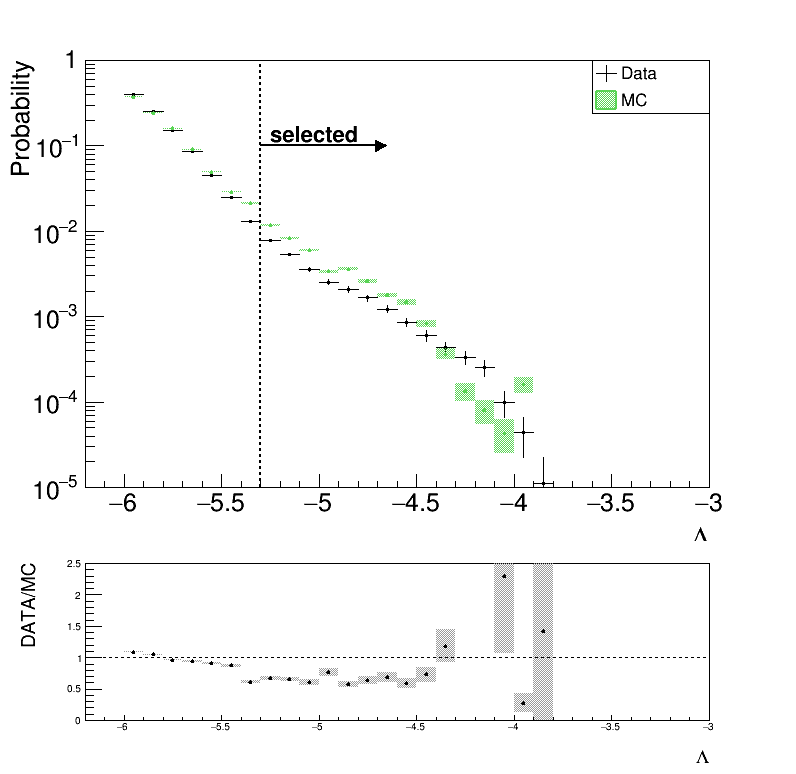 Probability
1
10−1
10−2
10−3
10−4
10−5
selected
Data
MC
−6 −5.5 −5 −4.5 −4 −3.5 −3
Λ
DATA/MC
2.5
2
1.5
1
0.5
0
−6 −5.5 −5 −4.5 −4 −3.5 −3
Λ